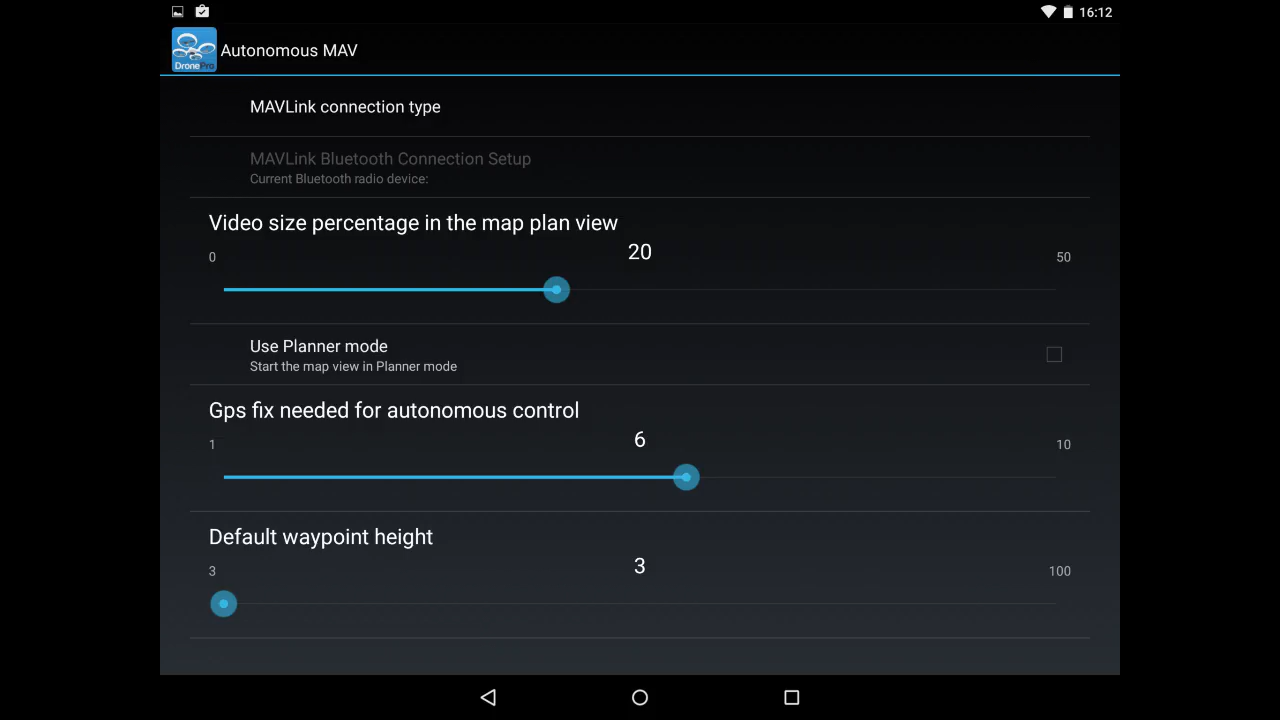 16:12
DronePro
Autonomous MAV
MAVLink connection type
MAVLink Bluetooth Connection Setup
Current Bluetooth radio device:
Video size percentage in the map plan view
20
0 50
Use Planner mode
Start the map view in Planner mode
Gps fix needed for autonomous control
6
1 10
Default waypoint height
3
3 100